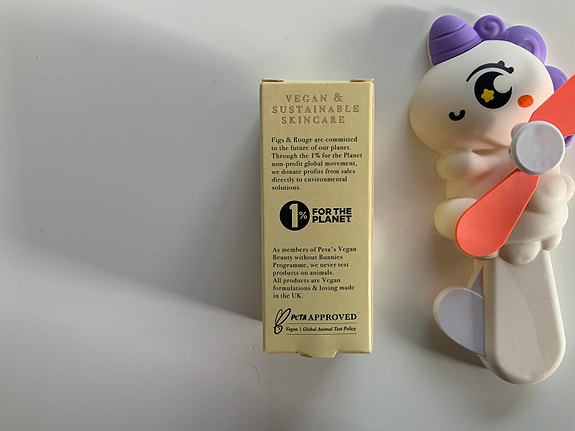 VEGAN &
SUSTAINABLE
SKINCARE
Figs & Rouge are committed
to the future of our planet.
Through the 1% for the Planet
non-profit global movement,
we donate profits from sales
directly to environmental
solutions.
1% FOR THE
PLANET
As members of Peta's Vegan
Beauty without Bunnies
Programme, we never test
products on animals.
All products are Vegan
formulations & loving made
in the UK.
PETA APPROVED
Vegan | Global Animal Test Policy